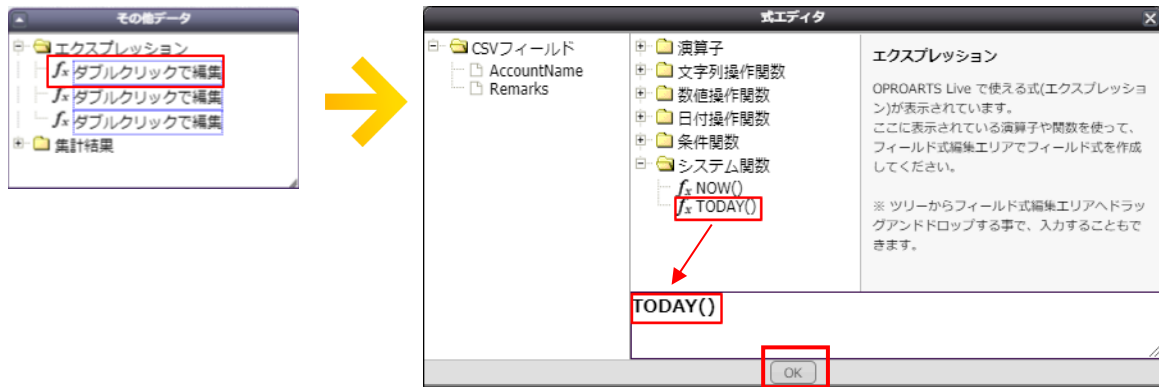 その他データ
エクスプレッション
fx ダブルクリックで編集
fx ダブルクリックで編集
fx ダブルクリックで編集
集計結果
式エディタ
CSVフィールド
AccountName
Remarks
演算子
文字列操作関数
数値操作関数
日付操作関数
条件関数
システム関数
fx NOW()
fx TODAY()
エクスプレッション
OPROARTS Live で使える式(エクスプレッショ
ン)が表示されています。
ここに表示されている演算子や関数を使って、
フィールド式編集エリアでフィールド式を作成
してください。
※ ツリーからフィールド式編集エリアへドラッ
グアンドドロップする事で、入力することもで
きます。
TODAY()
OK